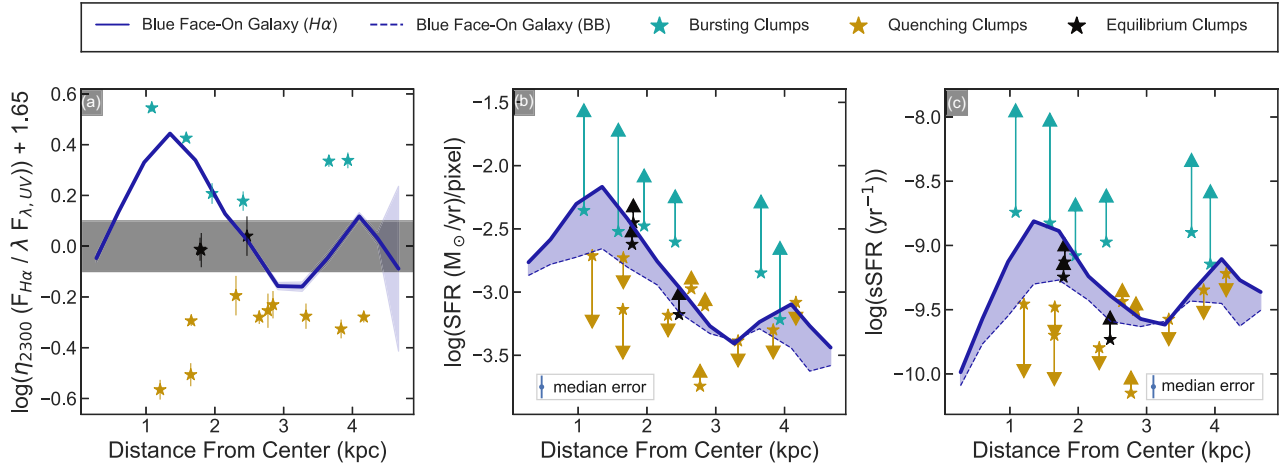 Blue Face-On Galaxy (Hα) Blue Face-On Galaxy (BB) Bursting Clumps Quenching Clumps Equilibrium Clumps
(a)
log(η2300 (FHα / λ Fλ, UV)) + 1.65
0.6
0.4
0.2
0.0
−0.2
−0.4
−0.6
1 2 3 4
Distance From Center (kpc)
(b)
log(SFR (M⊙/yr)/pixel)
−1.5
−2.0
−2.5
−3.0
−3.5
median error
1 2 3 4
Distance From Center (kpc)
(c)
log(sSFR (yr−1))
−8.0
−8.5
−9.0
−9.5
−10.0
median error
1 2 3 4
Distance From Center (kpc)